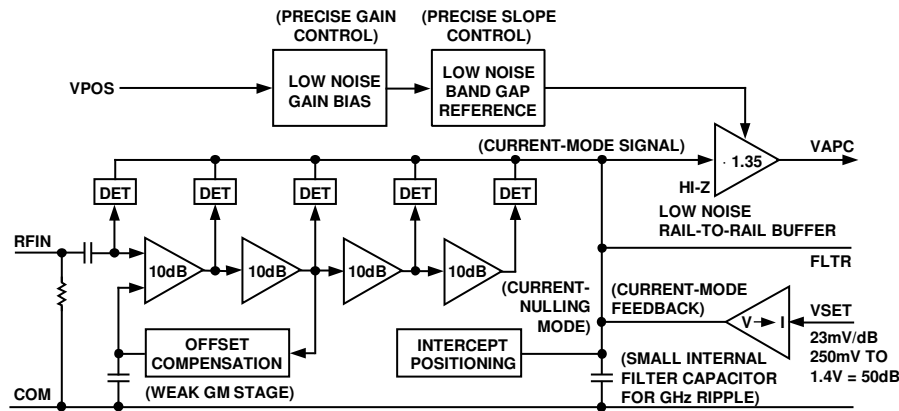 (PRECISE GAIN
CONTROL)
(PRECISE SLOPE
CONTROL)
VPOS
LOW NOISE
GAIN BIAS
LOW NOISE
BAND GAP
REFERENCE
(CURRENT-MODE SIGNAL)
· 1.35
VAPC
HI-Z
DET
DET
DET
DET
DET
LOW NOISE
RAIL-TO-RAIL BUFFER
RFIN
10dB
10dB
10dB
10dB
FLTR
(CURRENT-
NULLING
MODE)
(CURRENT-MODE
FEEDBACK)
V
I
VSET
23mV/dB
250mV TO
1.4V = 50dB
OFFSET
COMPENSATION
INTERCEPT
POSITIONING
(SMALL INTERNAL
FILTER CAPACITOR
FOR GHz RIPPLE)
COM
(WEAK GM STAGE)